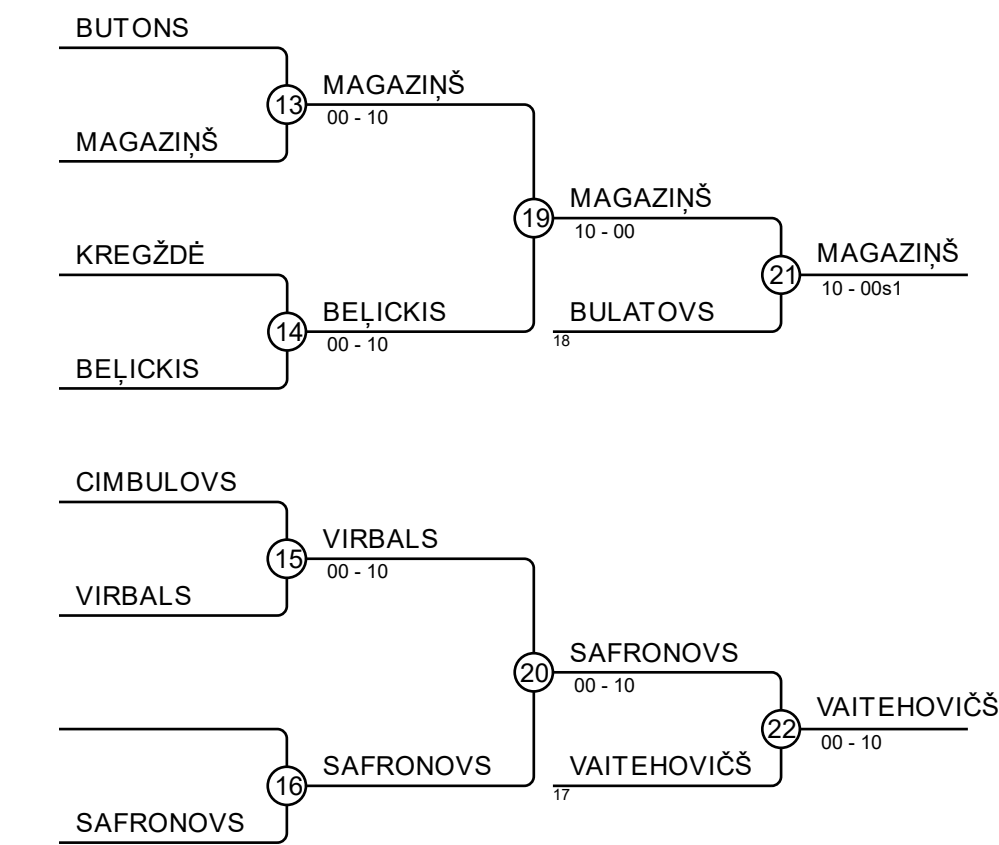 BUTONS
MAGAZIŅŠ
13
00 - 10
MAGAZIŅŠ
MAGAZIŅŠ
19
10 - 00
KREGŽDĖ
MAGAZIŅŠ
21
10 - 00s1
BEĻICKIS
14
00 - 10
BULATOVS
18
BEĻICKIS
CIMBULOVS
VIRBALS
15
00 - 10
VIRBALS
SAFRONOVS
20
00 - 10
VAITEHOVIČŠ
22
00 - 10
SAFRONOVS
16
VAITEHOVIČŠ
17
SAFRONOVS